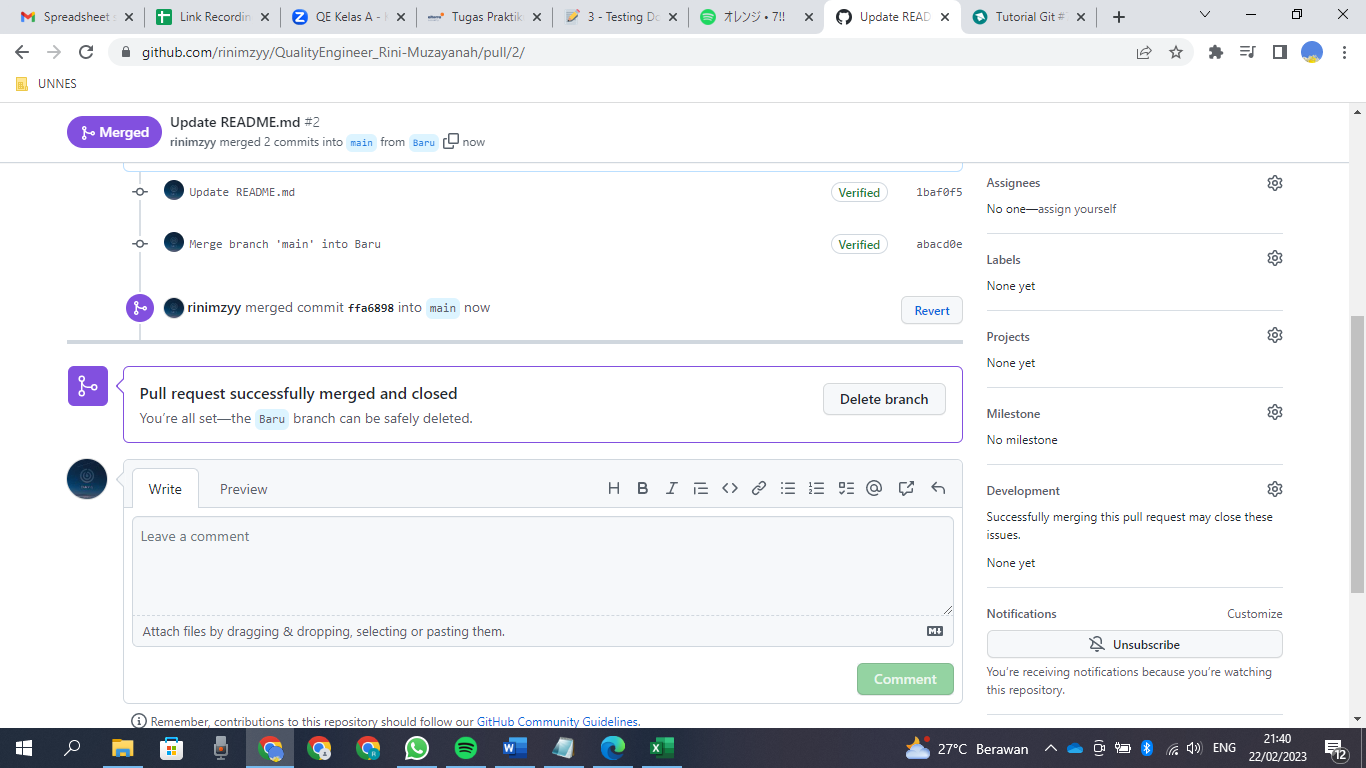 Spreadsheet s
Link Recordin
QE Kelas A -
Tugas Praktik
3 - Testing Do
オレンジ • 7!!
Update READ
Tutorial Git #
github.com/rinimzyy/QualityEngineer_Rini-Muzayanah/pull/2/
UNNES
Merged
Update README.md #2
rinimzyy merged 2 commits into main from Baru now
Update README.md Verified 1baf0f5
Merge branch 'main' into Baru Verified abacd0e
rinimzyy merged commit ffa6898 into main now
Revert
Pull request successfully merged and closed
You're all set—the Baru branch can be safely deleted.
Delete branch
Write Preview
Leave a comment
Attach files by dragging & dropping, selecting or pasting them.
Comment
Remember, contributions to this repository should follow our GitHub Community Guidelines.
Assignees
No one—assign yourself
Labels
None yet
Projects
None yet
Milestone
No milestone
Development
Successfully merging this pull request may close these
issues.
None yet
Notifications Customize
Unsubscribe
You're receiving notifications because you're watching
this repository.
27°C Berawan
ENG
21:40
22/02/2023
12